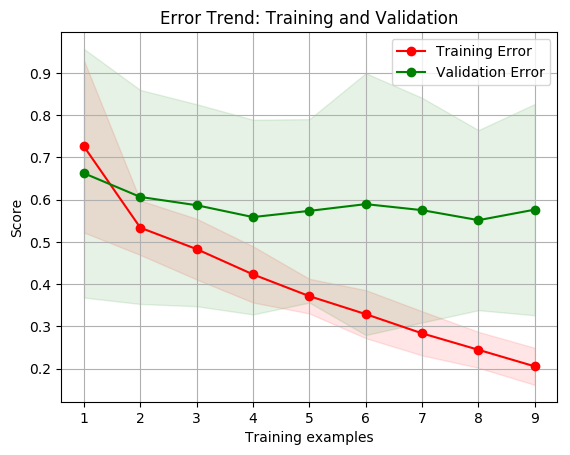 Error Trend: Training and Validation
Training Error
Validation Error
0.9
0.8
0.7
0.6
0.5
0.4
0.3
0.2
Score
1 2 3 4 5 6 7 8 9
Training examples